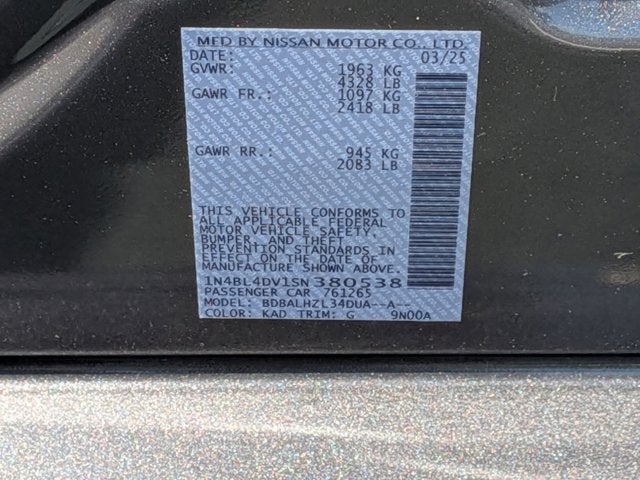 MFD BY NISSAN MOTOR CO., LTD.
DATE: 03/25
GVWR: 1963 KG
4328 LB
GAWR FR.: 1097 KG
2418 LB
GAWR RR.: 945 KG
2083 LB
THIS VEHICLE CONFORMS TO
ALL APPLICABLE FEDERAL
MOTOR VEHICLE SAFETY,
BUMPER, AND THEFT
PREVENTION STANDARDS IN
EFFECT ON THE DATE OF
MANUFACTURE SHOWN ABOVE.
1N4BL4DV1SN380538
PASSENGER CAR 76126S
MODEL: BDBALHZL34DUA--A--
COLOR: KAD TRIM: G 9N00A